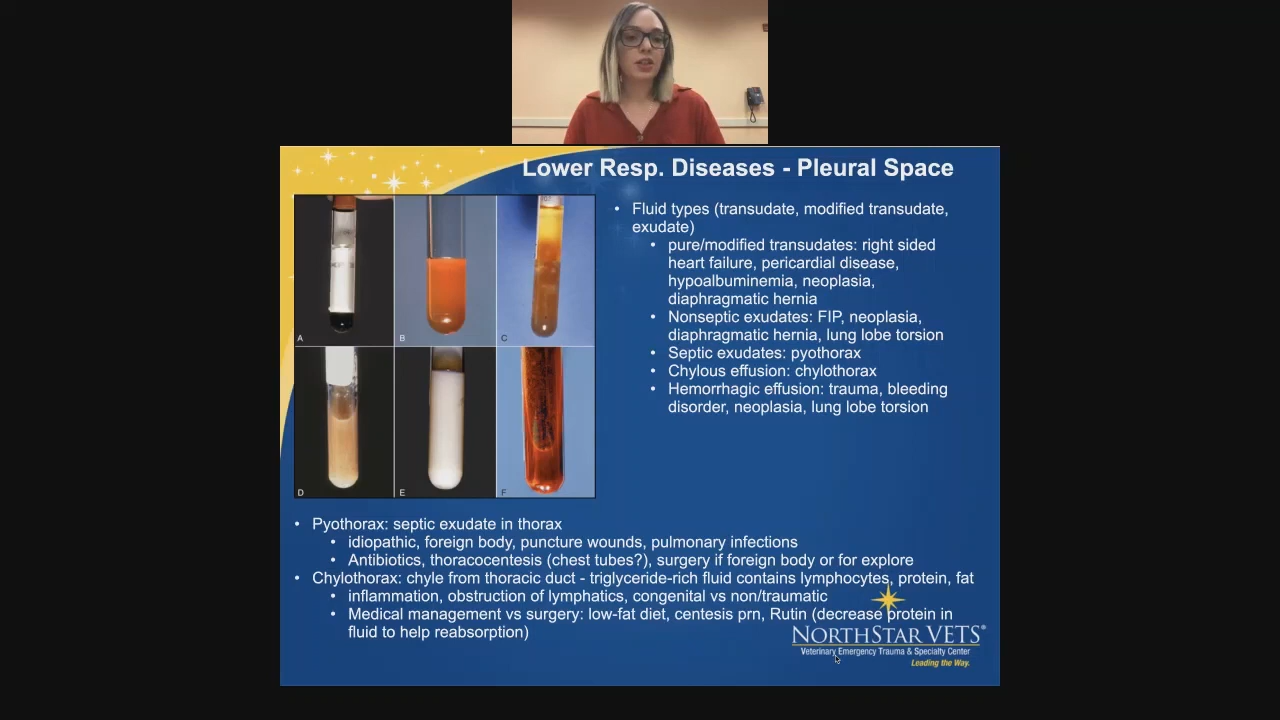 Lower Resp. Diseases - Pleural Space
A
B
C
D
E
F
• Fluid types (transudate, modified transudate,
exudate)
• pure/modified transudates: right sided
heart failure, pericardial disease,
hypoalbuminemia, neoplasia,
diaphragmatic hernia
• Nonseptic exudates: FIP, neoplasia,
diaphragmatic hernia, lung lobe torsion
• Septic exudates: pyothorax
• Chylous effusion: chylothorax
• Hemorrhagic effusion: trauma, bleeding
disorder, neoplasia, lung lobe torsion
• Pyothorax: septic exudate in thorax
• idiopathic, foreign body, puncture wounds, pulmonary infections
• Antibiotics, thoracocentesis (chest tubes?), surgery if foreign body or for explore
• Chylothorax: chyle from thoracic duct - triglyceride-rich fluid contains lymphocytes, protein, fat
• inflammation, obstruction of lymphatics, congenital vs non/traumatic
• Medical management vs surgery: low-fat diet, centesis prn, Rutin (decrease protein in
fluid to help reabsorption)
NORTHSTAR VETS®
Veterinary Emergency Trauma & Specialty Center
Leading the Way.